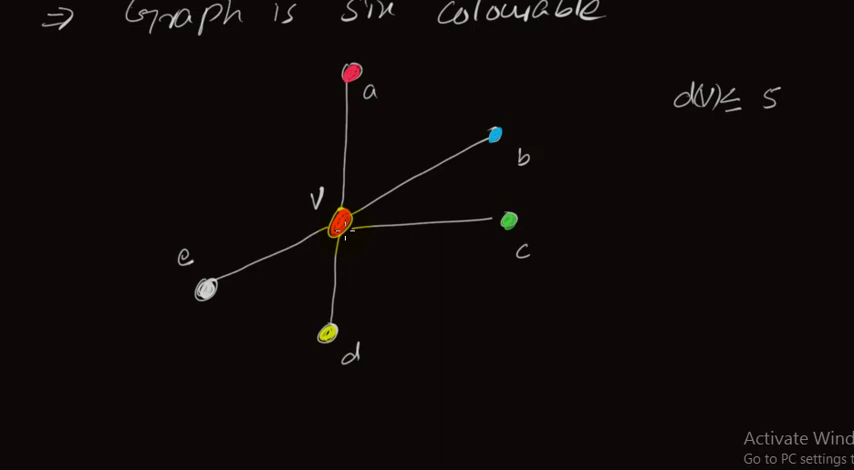 ⇒ Graph is six colourable
a
d(v) ≤ 5
b
v
c
e
d
Activate Wind
Go to PC settings t